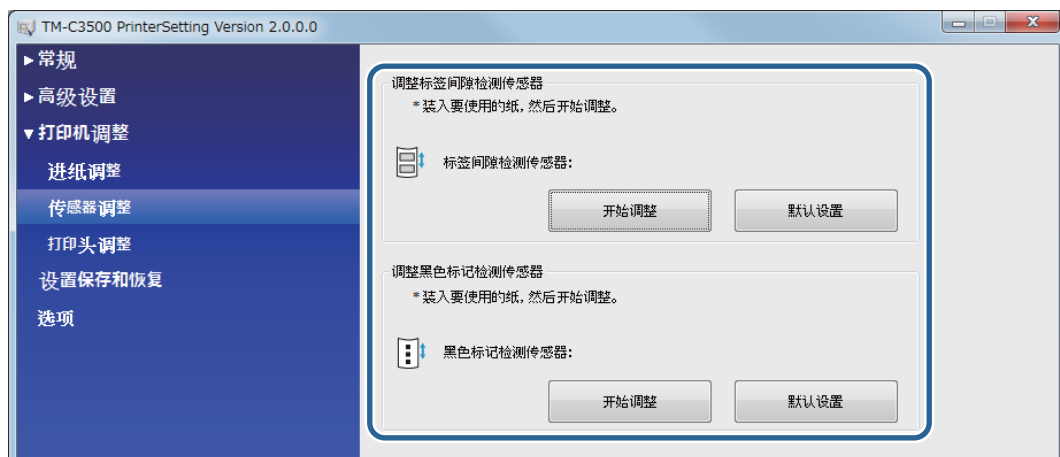 TM-C3500 PrinterSetting Version 2.0.0.0
▶常规
▶高级设置
▼打印机调整
进纸调整
传感器调整
打印头调整
设置保存和恢复
选项
调整标签间隙检测传感器
*装入要使用的纸, 然后开始调整。
标签间隙检测传感器:
开始调整 默认设置
调整黑色标记检测传感器
*装入要使用的纸, 然后开始调整。
黑色标记检测传感器:
开始调整 默认设置